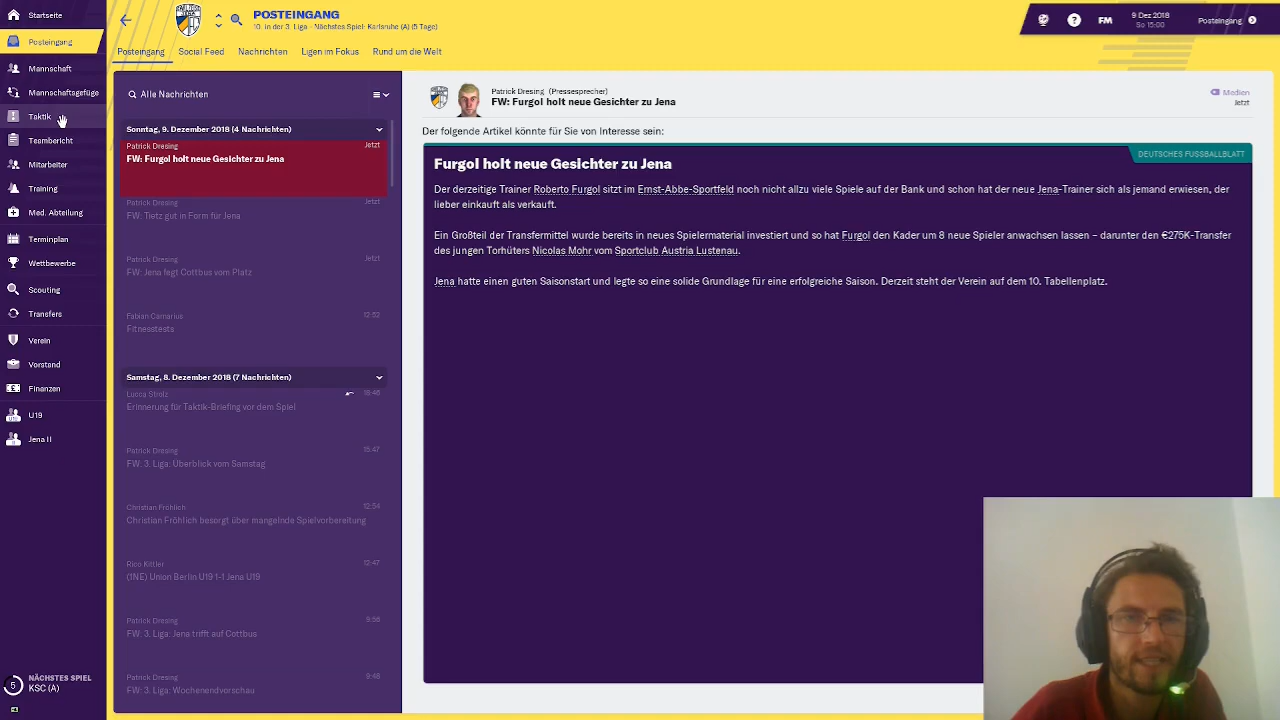 POSTEINGANG
10. in der 3. Liga - Nächstes Spiel: Karlsruhe (A) (5 Tage)
9 Dez 2018
So 15:00
Posteingang
Posteingang
Social Feed
Nachrichten
Ligen im Fokus
Rund um die Welt
Startseite
Posteingang
Mannschaft
Mannschaftsgefüge
Taktik
Teambericht
Mitarbeiter
Training
Med. Abteilung
Terminplan
Wettbewerbe
Scouting
Transfers
Verein
Vorstand
Finanzen
U19
Jena II
NÄCHSTES SPIEL
KSC (A)
Alle Nachrichten
Sonntag, 9. Dezember 2018 (4 Nachrichten)
Patrick Dresing Jetzt
FW: Furgol holt neue Gesichter zu Jena
Patrick Dresing Jetzt
FW: Tietz gut in Form für Jena
Patrick Dresing Jetzt
FW: Jena fegt Cottbus vom Platz
Fabian Camarius 12:52
Fitnesstests
Samstag, 8. Dezember 2018 (7 Nachrichten)
Lucca Strolz
Erinnerung für Taktik-Briefing vor dem Spiel
Patrick Dresing 15:47
FW: 3. Liga: Überblick vom Samstag
Christian Fröhlich 12:54
Christian Fröhlich besorgt über mangelnde Spielvorbereitung
Rico Kittler 12:47
(1NE) Union Berlin U19 1-1 Jena U19
Patrick Dresing
FW: 3. Liga: Jena trifft auf Cottbus
Patrick Dresing 9:48
FW: 3. Liga: Wochenendvorschau
Patrick Dresing (Pressesprecher)
FW: Furgol holt neue Gesichter zu Jena
Medien
Jetzt
Der folgende Artikel könnte für Sie von Interesse sein:
Furgol holt neue Gesichter zu Jena
DEUTSCHES FUSSBALLBLATT
Der derzeitige Trainer Roberto Furgol sitzt im Ernst-Abbe-Sportfeld noch nicht allzu viele Spiele auf der Bank und schon hat der neue Jena-Trainer sich als jemand erwiesen, der
lieber einkauft als verkauft.
Ein Großteil der Transfermittel wurde bereits in neues Spielermaterial investiert und so hat Furgol den Kader um 8 neue Spieler anwachsen lassen – darunter den €275K-Transfer
des jungen Torhüters Nicolas Mohr vom Sportclub Austria Lustenau.
Jena hatte einen guten Saisonstart und legte so eine solide Grundlage für eine erfolgreiche Saison. Derzeit steht der Verein auf dem 10. Tabellenplatz.